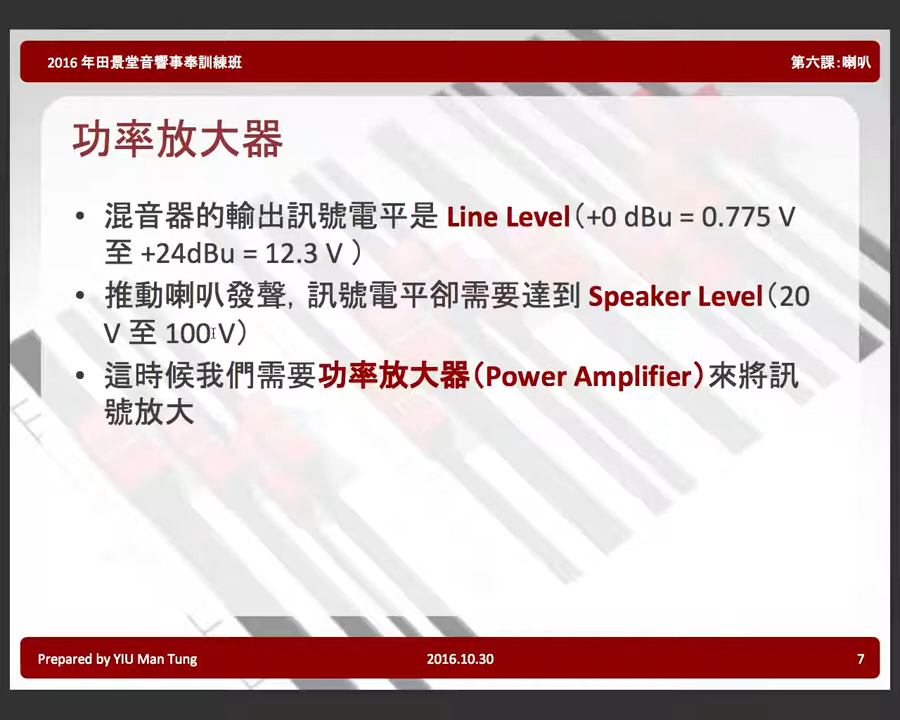 2016 年田景堂音響事奉訓練班
第六課：喇叭
功率放大器
• 混音器的輸出訊號電平是 Line Level（+0 dBu = 0.775 V
至 +24dBu = 12.3 V ）
• 推動喇叭發聲，訊號電平卻需要達到 Speaker Level（20
V 至 100 V）
• 這時候我們需要功率放大器（Power Amplifier）來將訊
號放大
Prepared by YIU Man Tung
2016.10.30
7